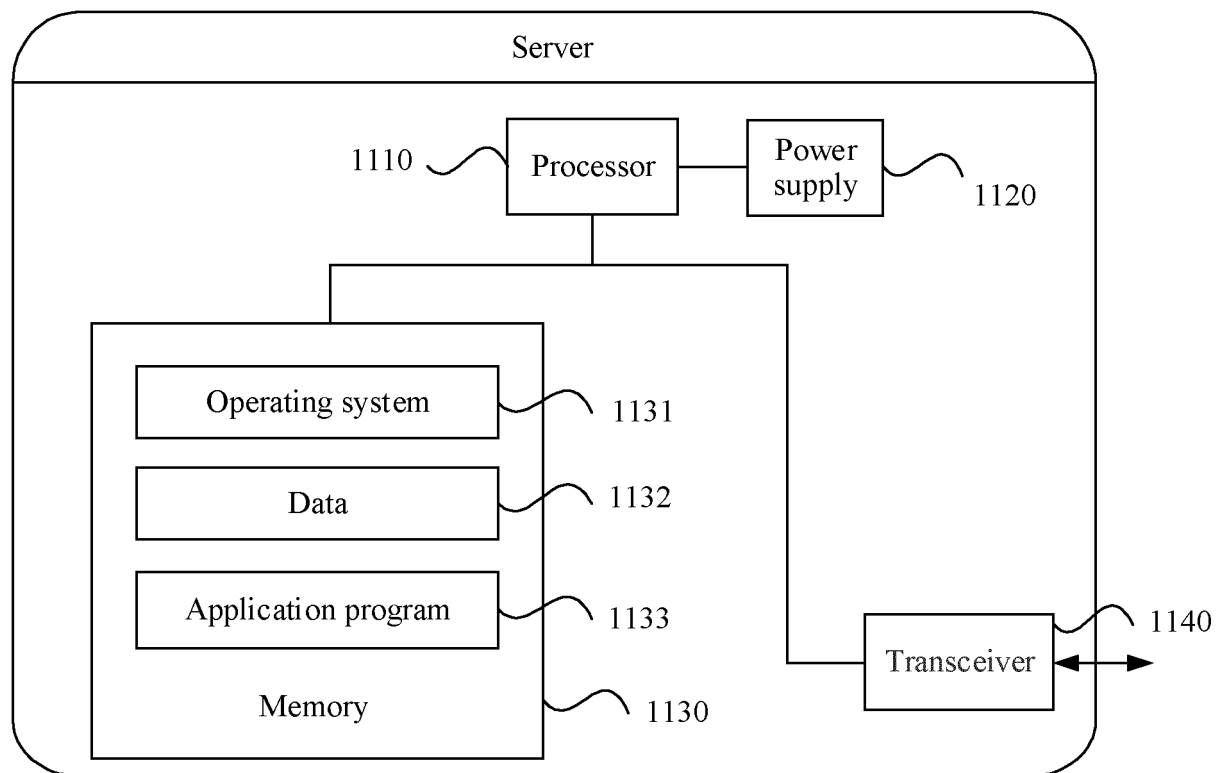 Server
1110
Processor
Power
supply
1120
Operating system
1131
Data
1132
Application program
1133
Memory
1130
Transceiver
1140